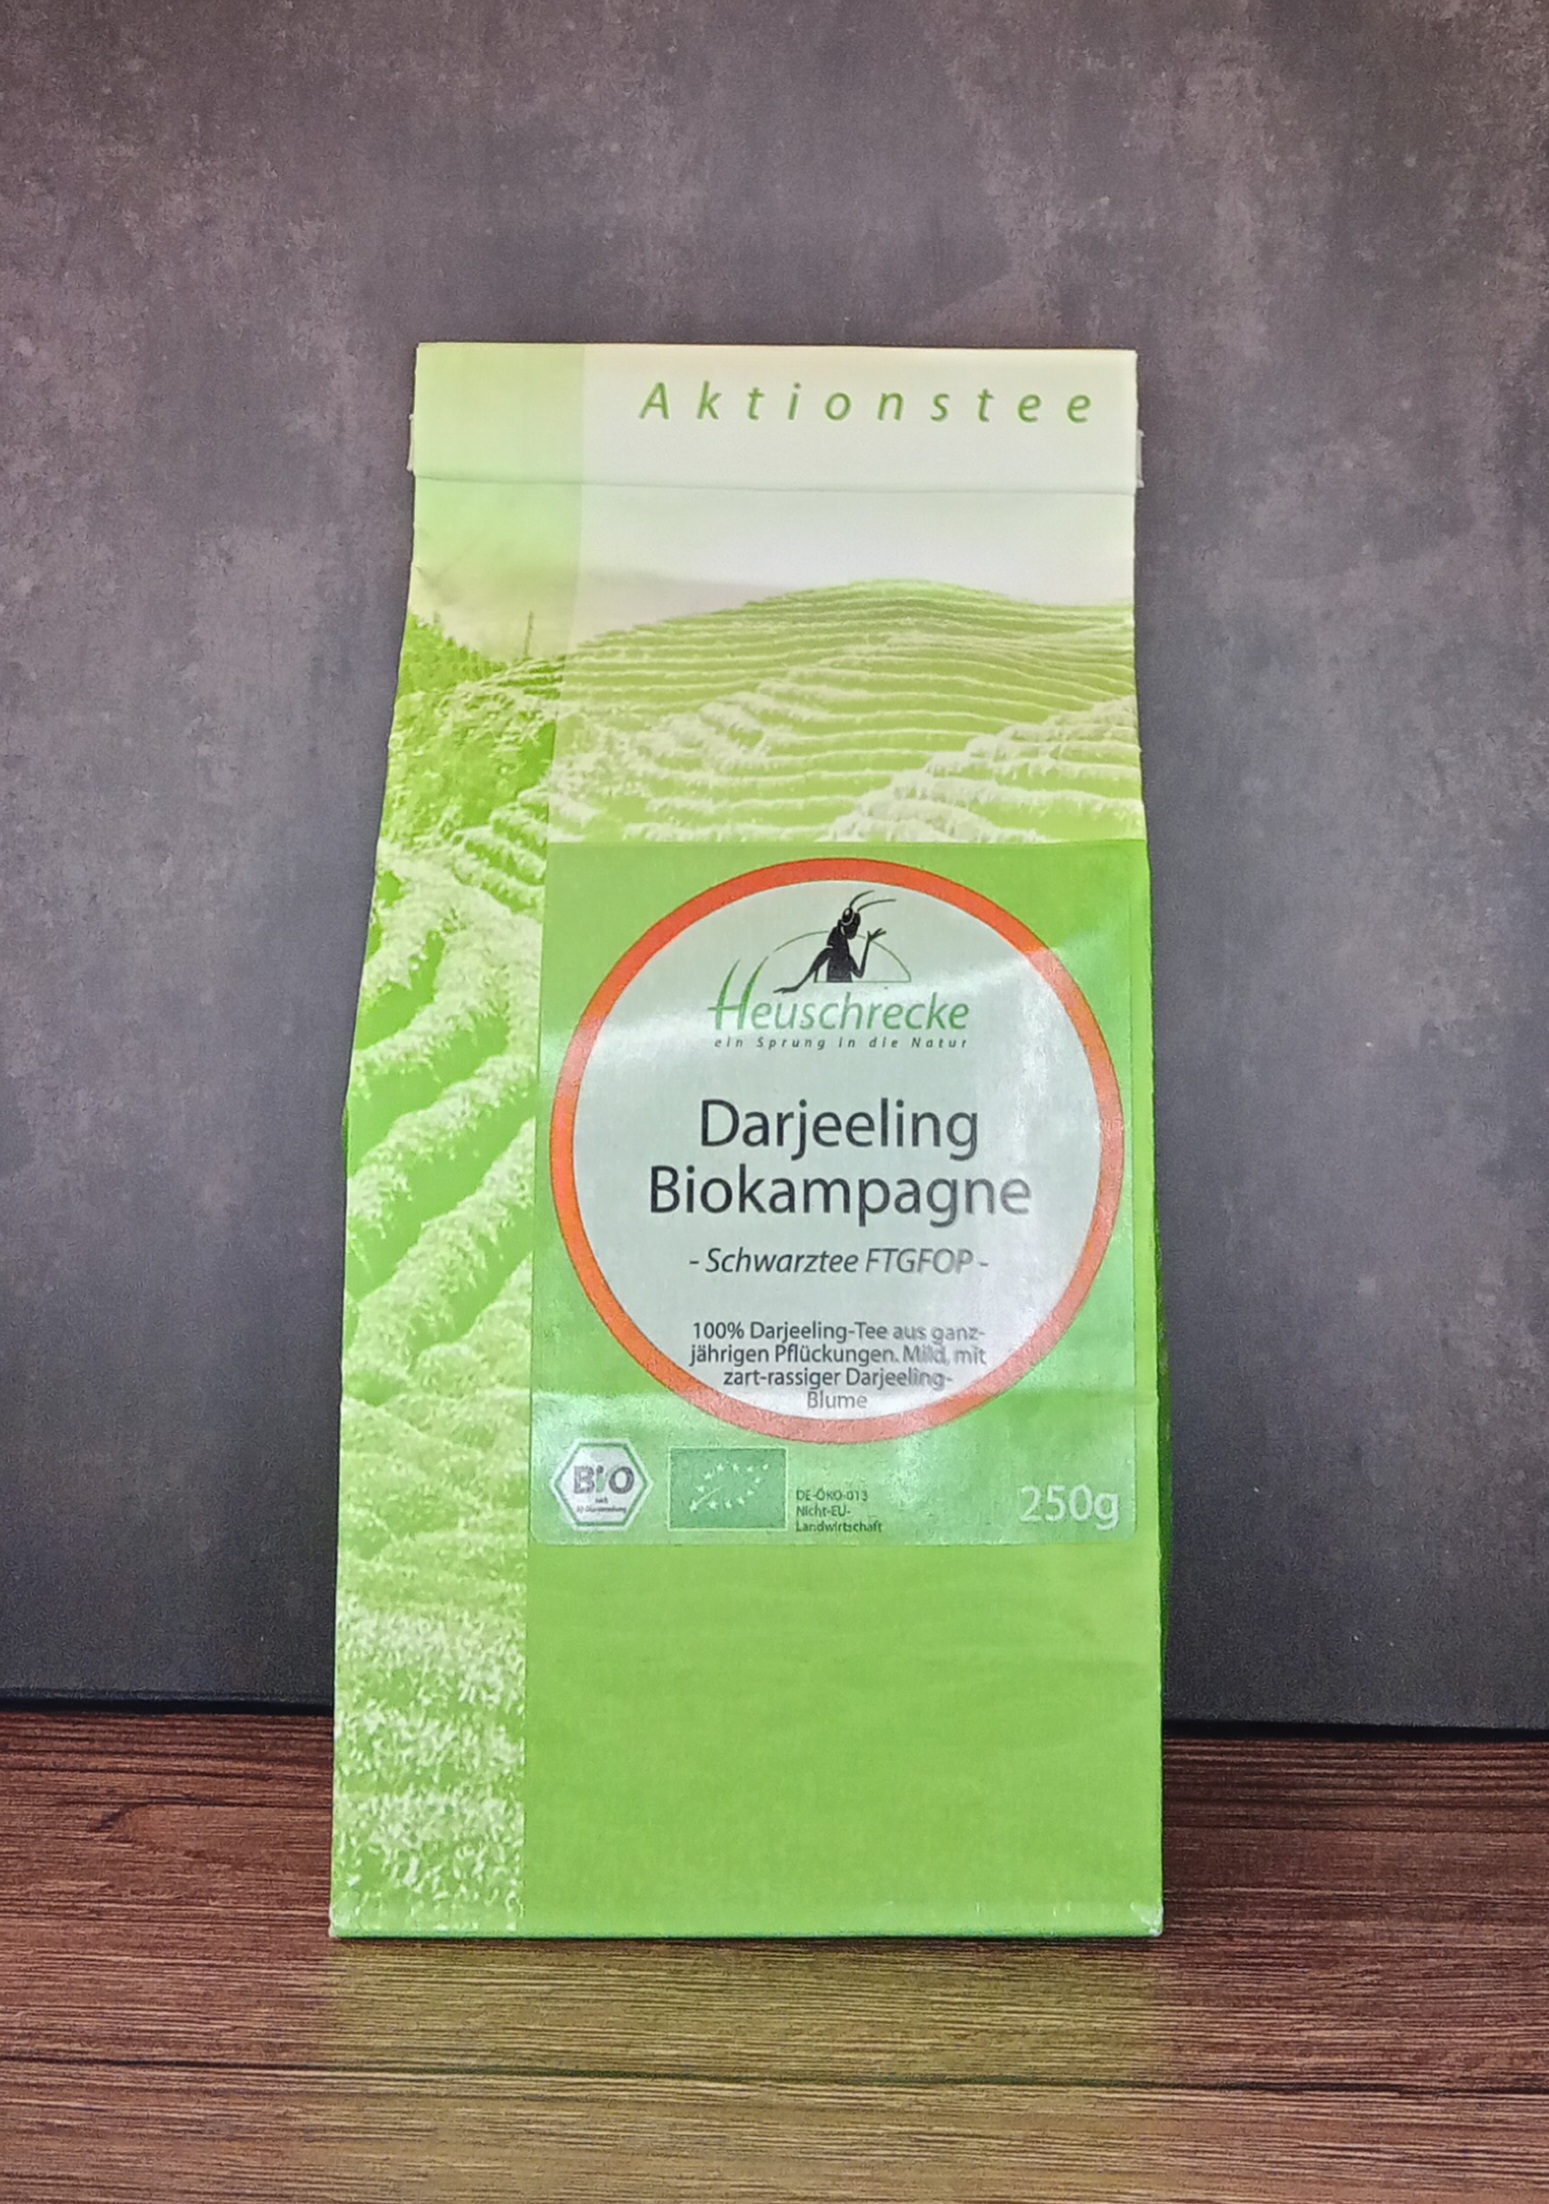 Aktionstee
Heuschrecke
ein Sprung in die Natur
Darjeeling
Biokampagne
- Schwarztee FTGFOP -
100% Darjeeling-Tee aus ganz-
jährigen Pflückungen. Mild, mit
zart-rassiger Darjeeling-
Blume
BIO
nach
DE-ÖKO-013
Nicht-EU-
Landwirtschaft
250g